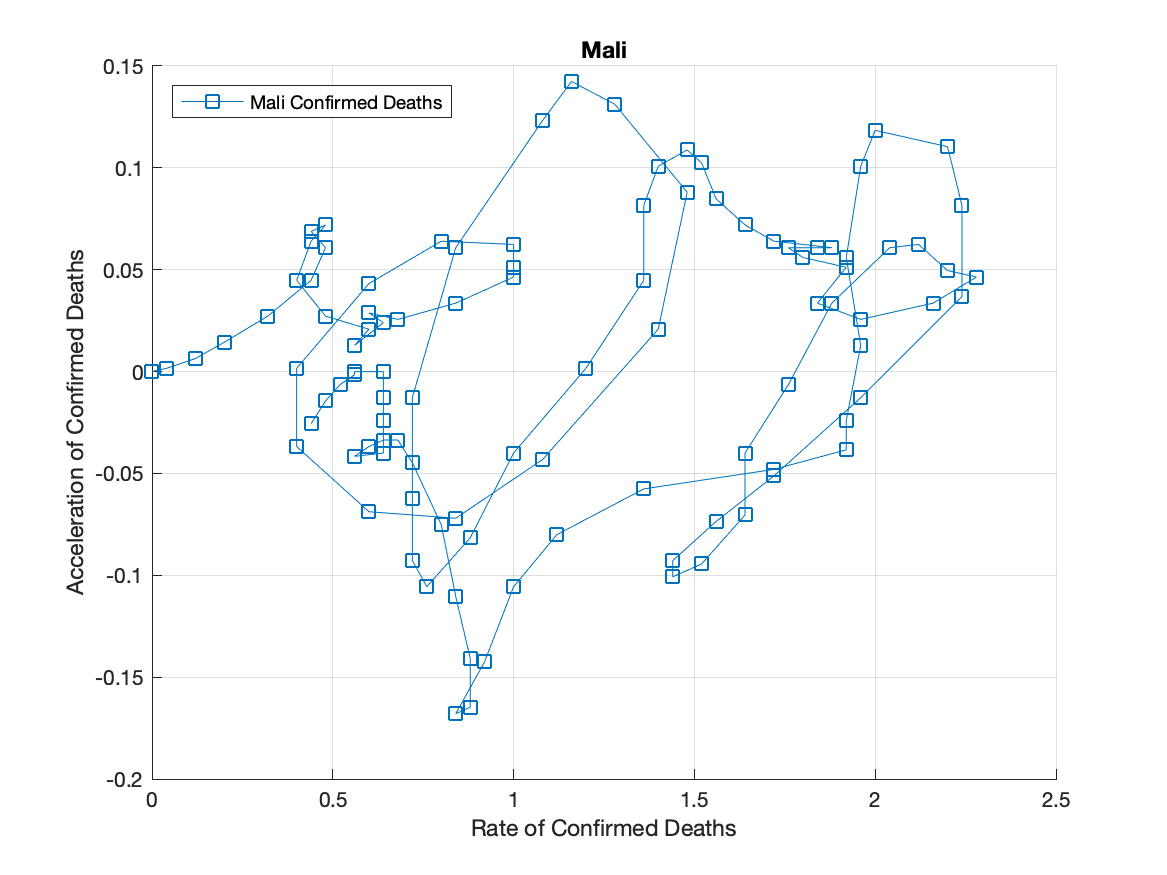 Mali
Mali Confirmed Deaths
0.15
0.1
0.05
0
-0.05
-0.1
-0.15
-0.2
Acceleration of Confirmed Deaths
0 0.5 1 1.5 2 2.5
Rate of Confirmed Deaths